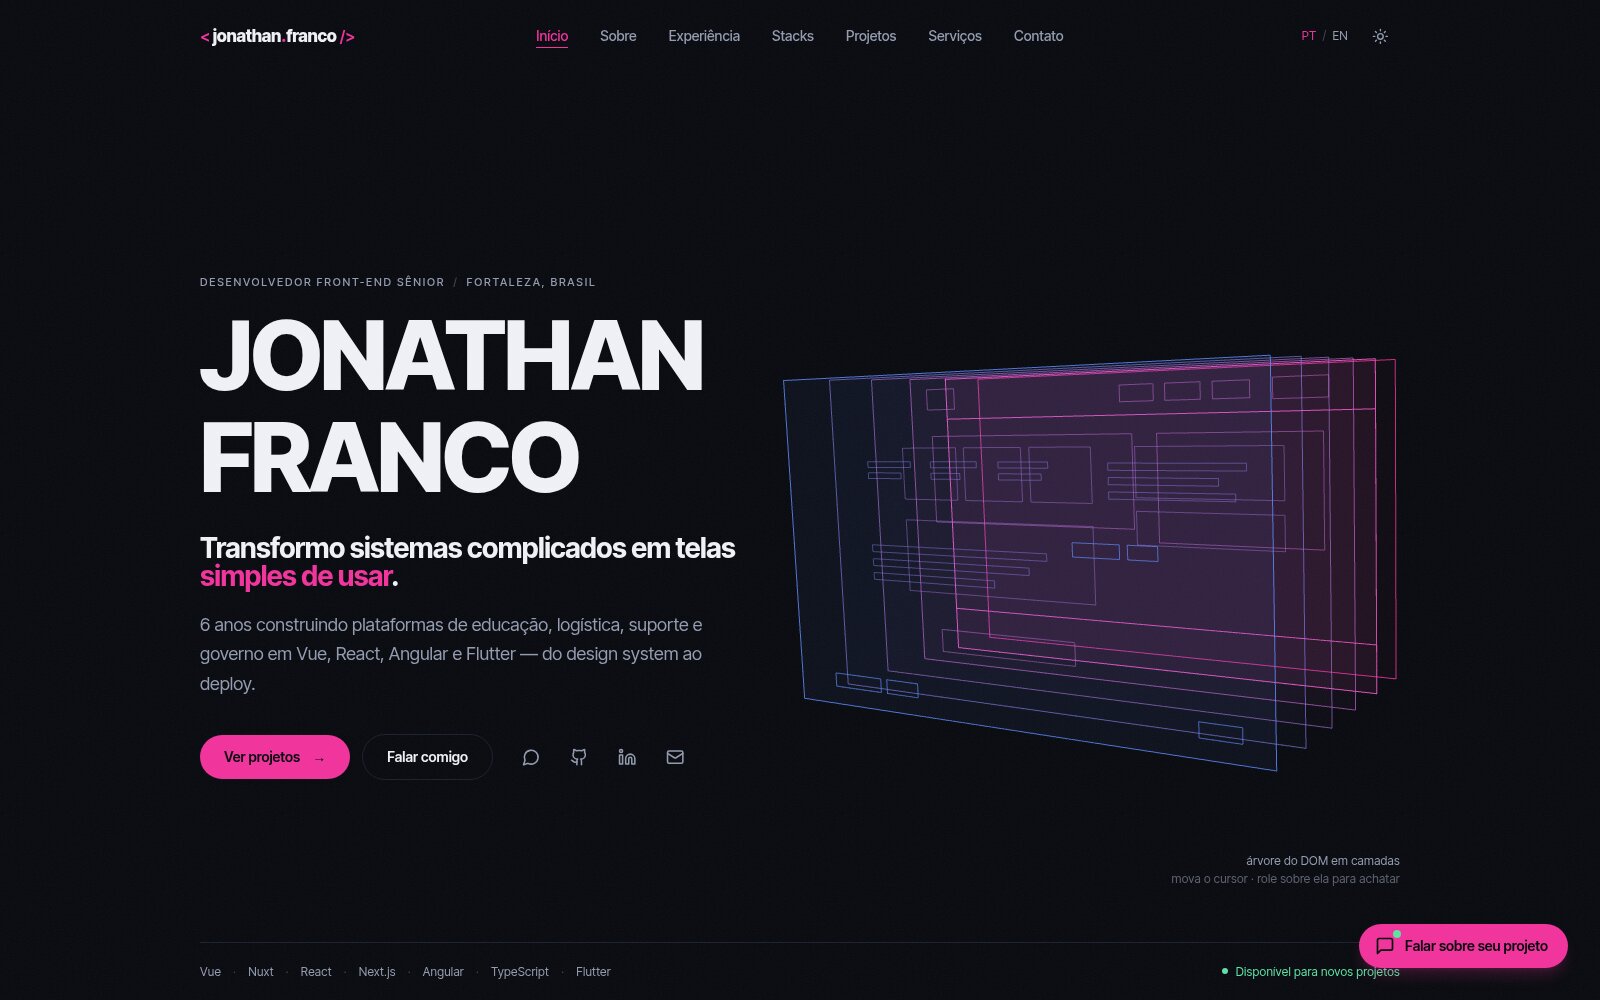 < jonathan.franco />
Início Sobre Experiência Stacks Projetos Serviços Contato
PT / EN
DESENVOLVEDOR FRONT-END SÊNIOR / FORTALEZA, BRASIL
JONATHAN
FRANCO
Transformo sistemas complicados em telas
simples de usar.
6 anos construindo plataformas de educação, logística, suporte e
governo em Vue, React, Angular e Flutter — do design system ao
deploy.
Ver projetos →
Falar comigo
árvore do DOM em camadas
mova o cursor · role sobre ela para achatar
Falar sobre seu projeto
Vue · Nuxt · React · Next.js · Angular · TypeScript · Flutter
Disponível para novos projetos